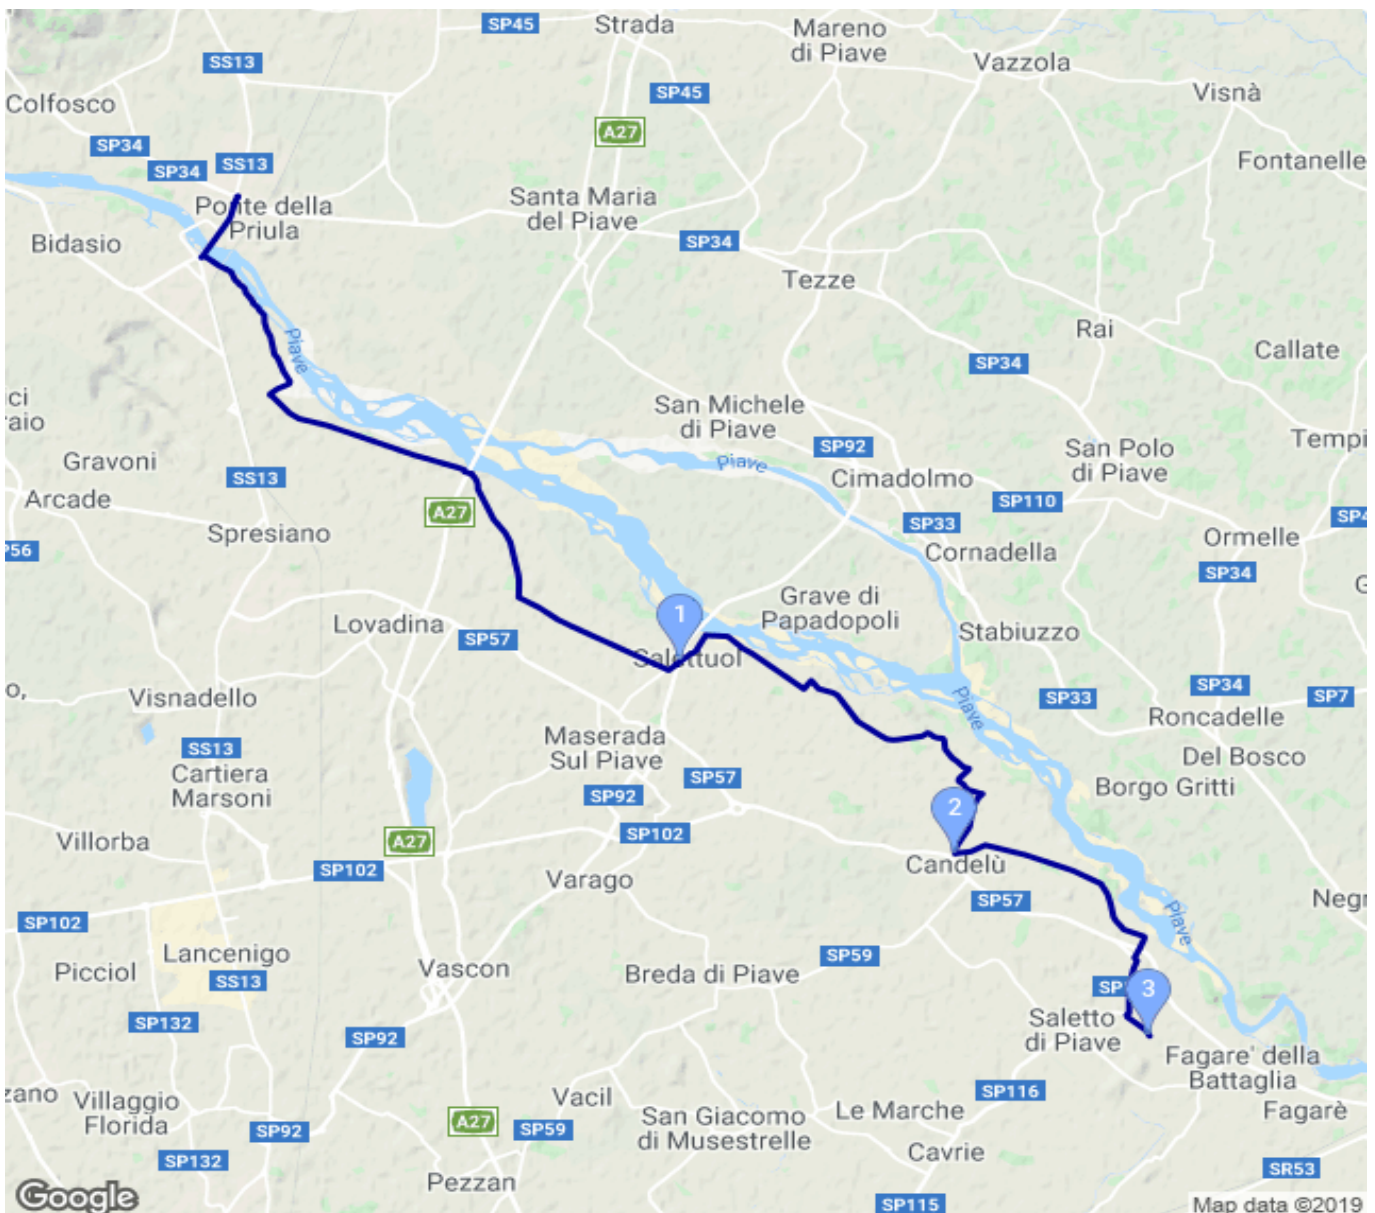 SP45
Strada
Mareno
di Piave
SS13
Vazzola
Colfosco
SP45
Visnà
A27
SP34
SP34
SS13
Fontanelle
Ponte della
Priula
Santa Maria
del Piave
Bidasio
SP34
Tezze
Piave
Rai
Callate
SP34
San Michele
di Piave
SP92
San Polo
di Piave
Gravoni
Piave
Cimadolmo
SS13
Arcade
A27
SP110
SP33
Spresiano
Ormelle
Cornadella
SP34
Grave di
Papadopoli
1
Lovadina
SP57
Stabiuzzo
Salettuol
SP34
SP7
Visnadello
SP33
Piave
Roncadelle
Maserada
Sul Piave
SS13
Del Bosco
Cartiera
Marsoni
SP57
Borgo Gritti
SP92
2
SP102
Villorba
A27
Candelù
SP102
Varago
SP57
SP102
Piave
Lancenigo
SP59
Picciol
Vascon
Breda di Piave
SS13
3
SP132
Saletto
di Piave
SP92
Fagare' della
Battaglia
SP116
Villaggio
Florida
Vacil
San Giacomo
di Musestrelle
Le Marche
Fagarè
A27
SP92
SP59
Cavrie
SP132
SR53
Pezzan
Google
SP115
Map data ©2019